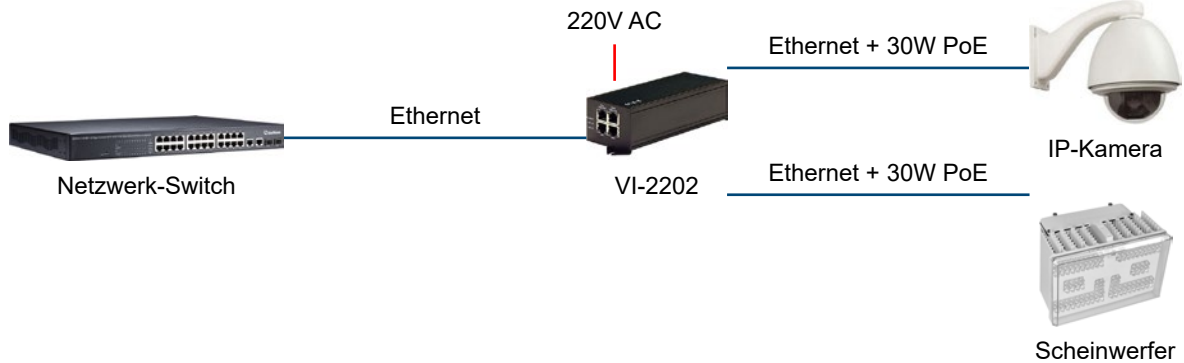 220V AC
Ethernet + 30W PoE
Ethernet
IP-Kamera
Netzwerk-Switch
VI-2202
Ethernet + 30W PoE
Scheinwerfer